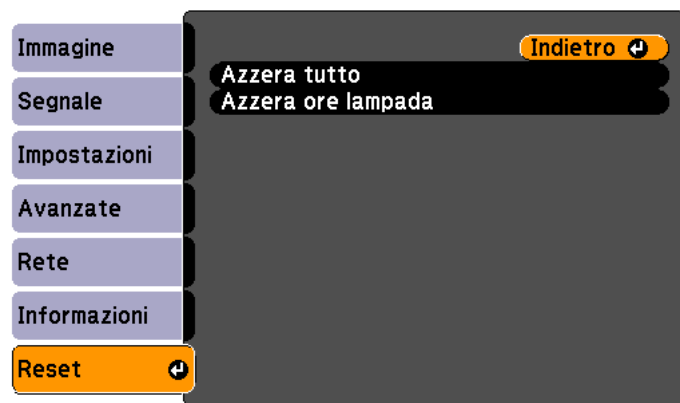 Immagine
Segnale
Impostazioni
Avanzate
Rete
Informazioni
Reset
Indietro
Azzera tutto
Azzera ore lampada